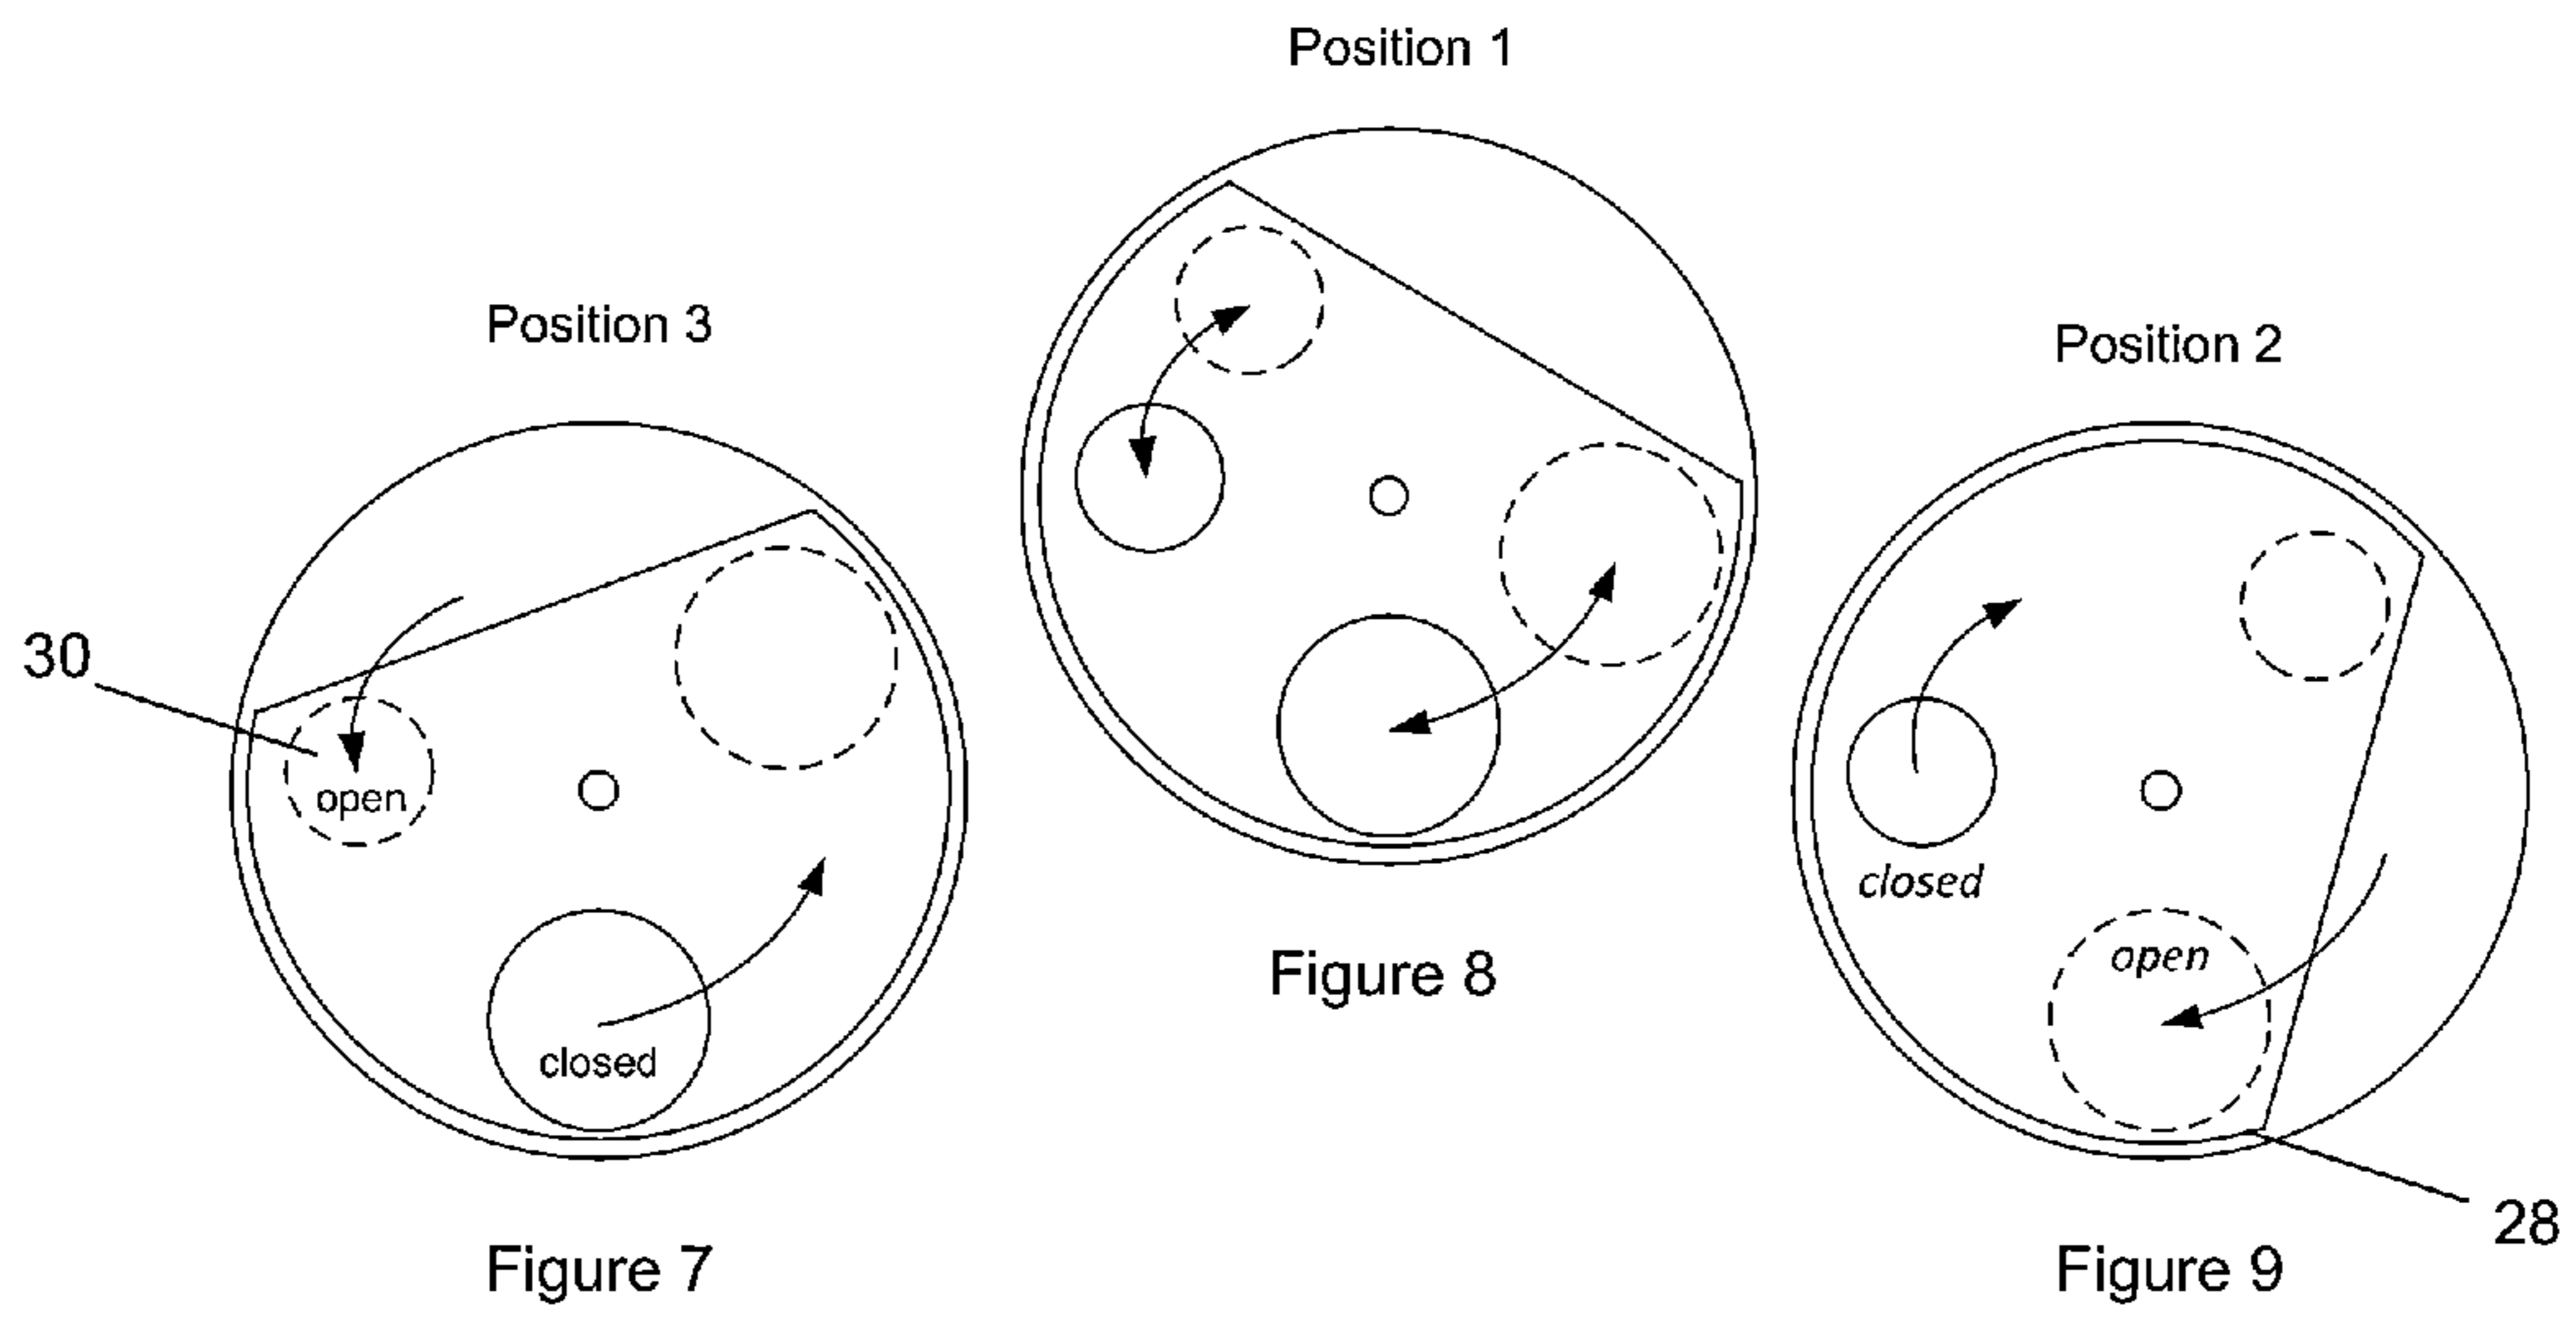 Position 1
Position 3
Position 2
30
open
closed
closed
open
Figure 8
28
Figure 7
Figure 9